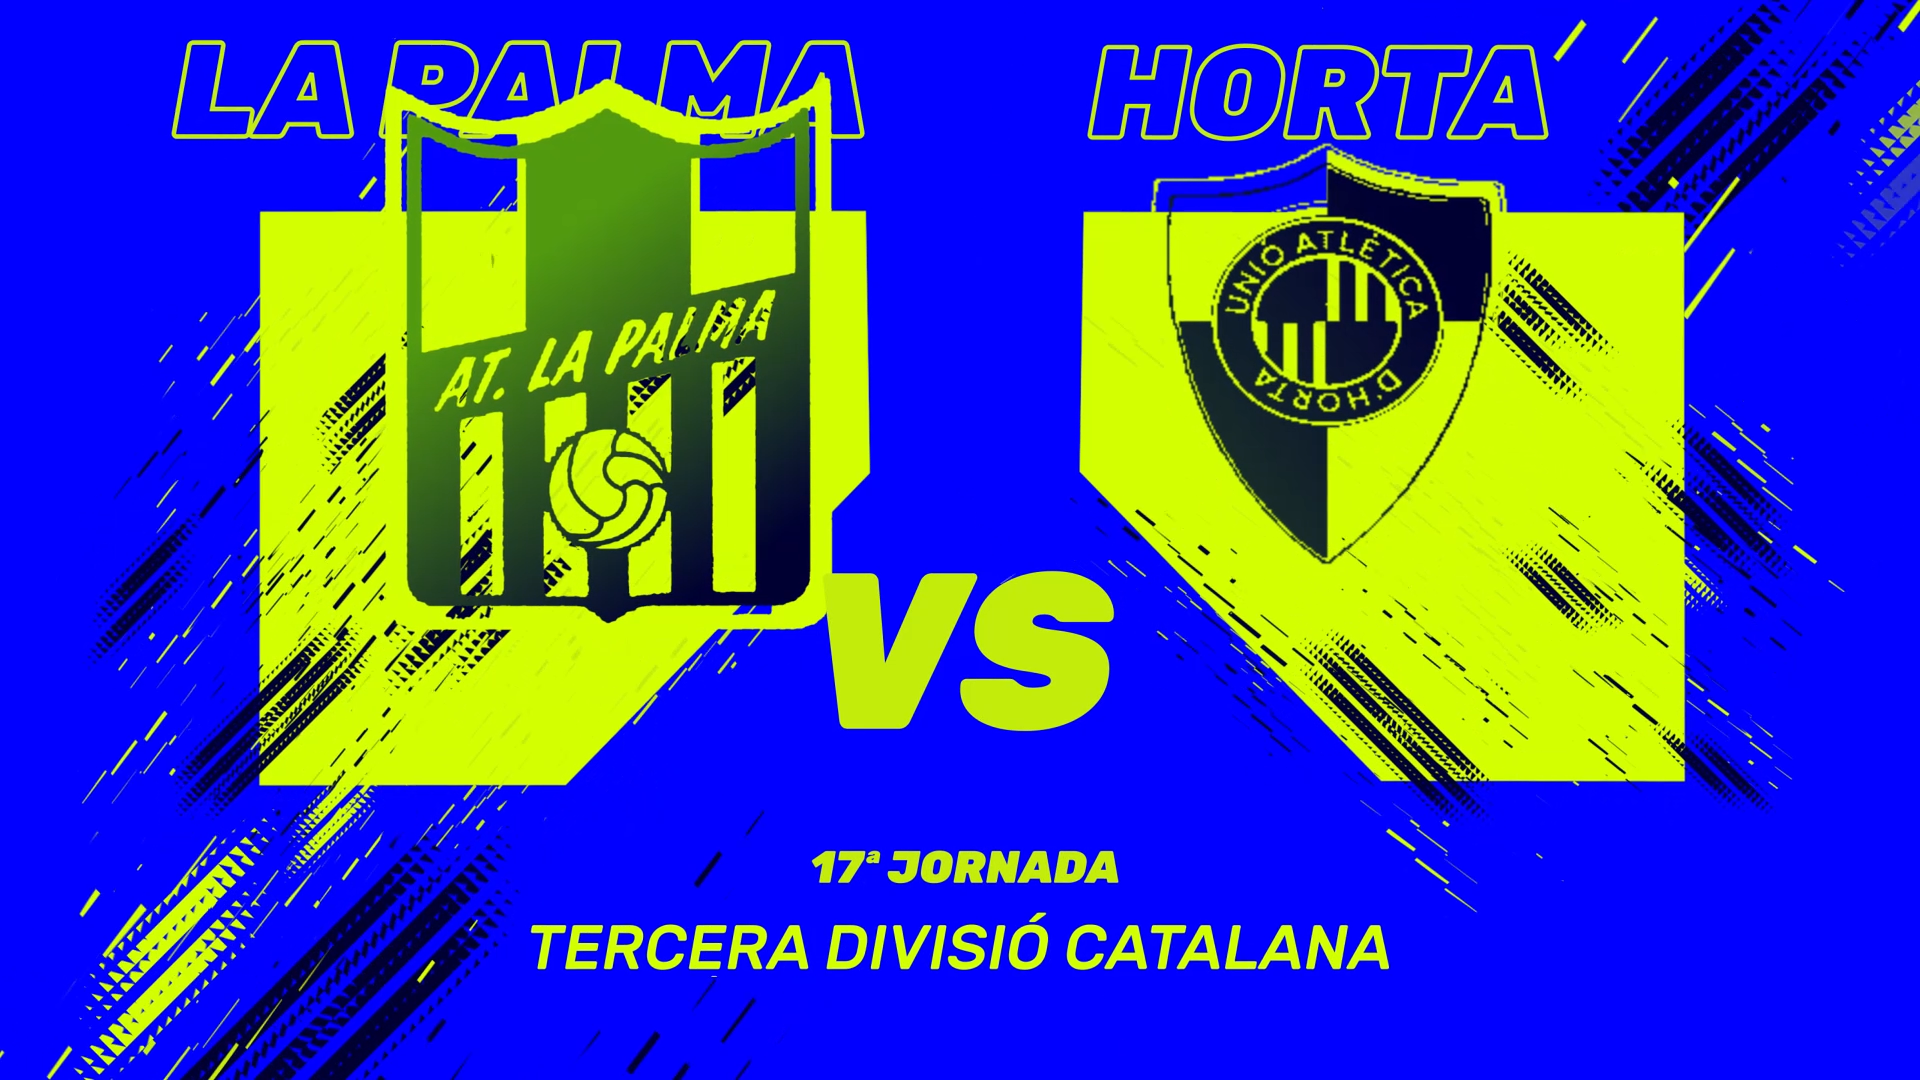 LA PALMA
HORTA
AT. LA PALMA
UNIÓ ATLÈTICA
D'HORTA
VS
17ª JORNADA
TERCERA DIVISIÓ CATALANA